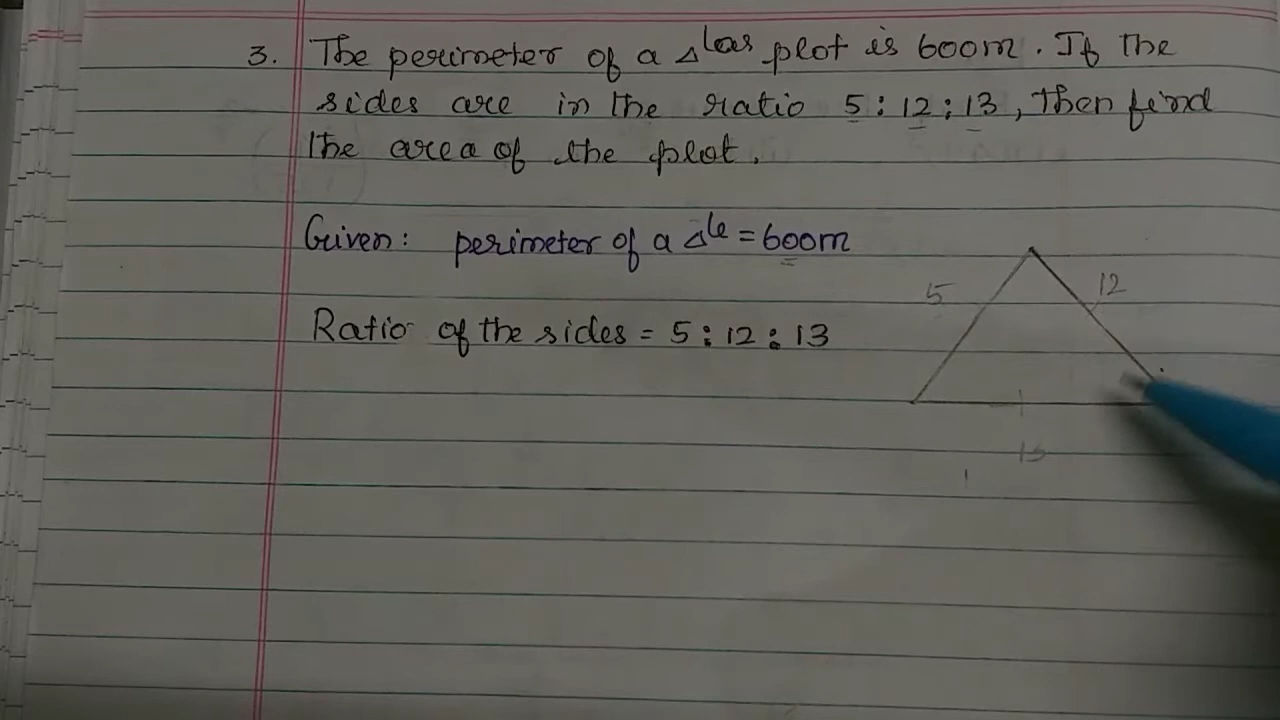 3. The perimeter of a Δlar plot is 600m. If the
sides are in the ratio 5:12:13, then find
the area of the plot.
Given: perimeter of a Δle = 600m
5 12
Ratio of the sides = 5:12:13
13